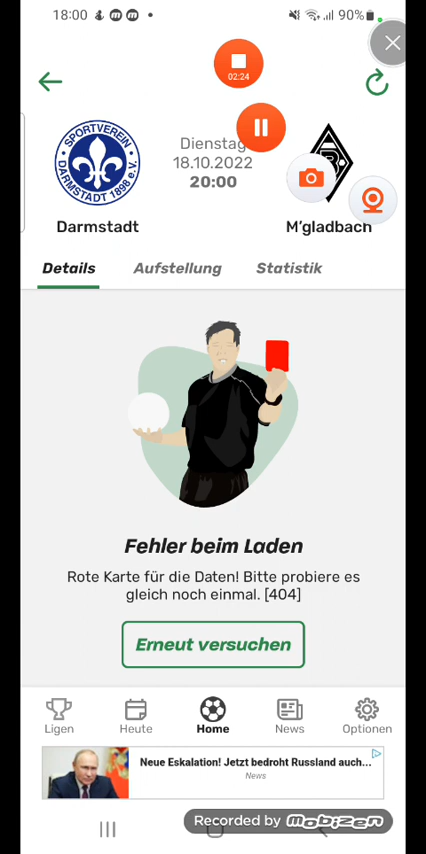 18:00
90%
02:24
SPORTVEREIN
DARMSTADT 1898 e.V.
Dienstag
18.10.2022
20:00
Darmstadt
M'gladbach
Details
Aufstellung
Statistik
Fehler beim Laden
Rote Karte für die Daten! Bitte probiere es
gleich noch einmal. [404]
Erneut versuchen
Ligen
Heute
Home
News
Optionen
Neue Eskalation! Jetzt bedroht Russland auch...
News
Recorded by mobizen